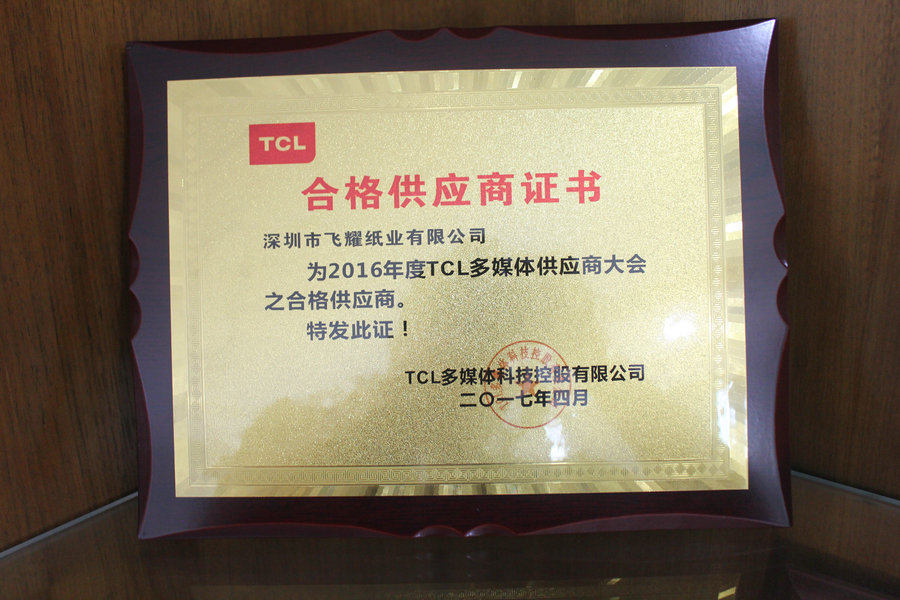 TCL
合格供应商证书
深圳市飞耀纸业有限公司
为2016年度TCL多媒体供应商大会
之合格供应商。
特发此证！
TCL多媒体科技控股有限公司
二〇一七年四月